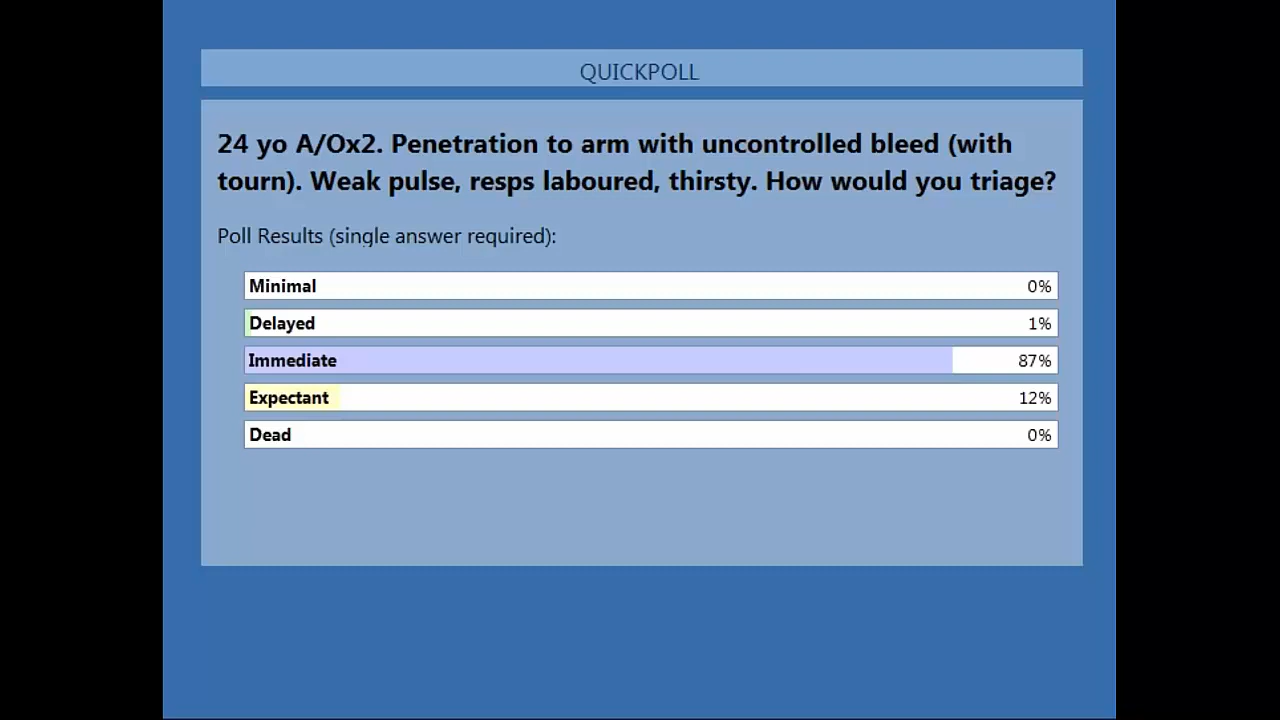 QUICKPOLL
24 yo A/Ox2. Penetration to arm with uncontrolled bleed (with
tourn). Weak pulse, resps laboured, thirsty. How would you triage?
Poll Results (single answer required):
Minimal 0%
Delayed 1%
Immediate 87%
Expectant 12%
Dead 0%